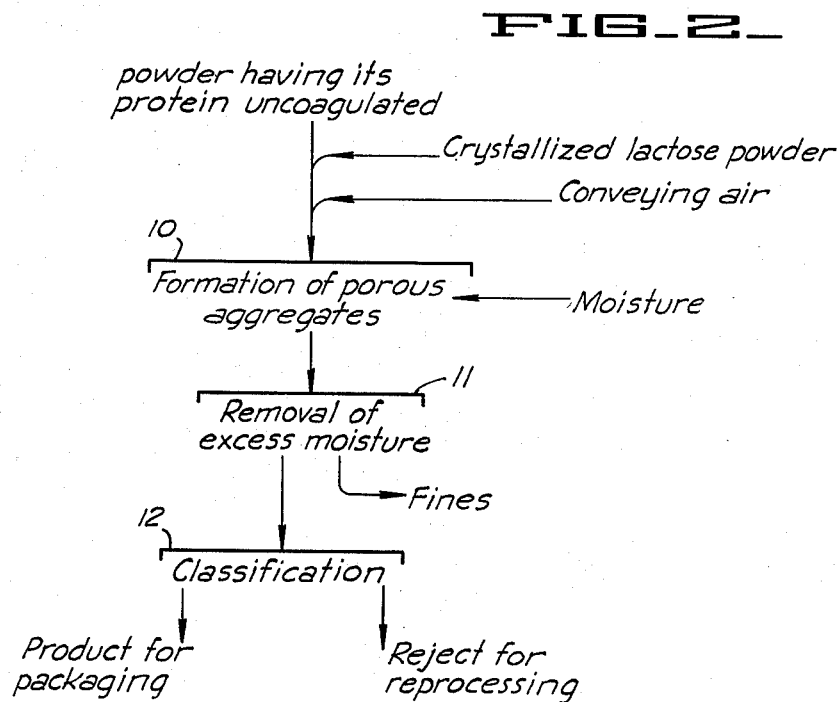 FIG_2_
powder having its
protein uncoagulated
Crystallized lactose powder
Conveying air
10
Formation of porous
aggregates
Moisture
11
Removal of
excess moisture
Fines
12
Classification
Product for
packaging
Reject for
reprocessing